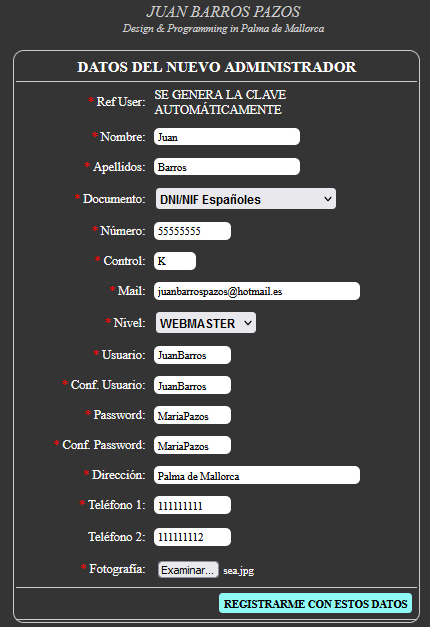 JUAN BARROS PAZOS
Design & Programming in Palma de Mallorca
DATOS DEL NUEVO ADMINISTRADOR
* Ref User: SE GENERA LA CLAVE
AUTOMÁTICAMENTE
* Nombre: Juan
* Apellidos: Barros
* Documento: DNI/NIF Españoles
* Número: 55555555
* Control: K
* Mail: juanbarrospazos@hotmail.es
* Nivel: WEBMASTER
* Usuario: JuanBarros
* Conf. Usuario: JuanBarros
* Password: MariaPazos
* Conf. Password: MariaPazos
* Dirección: Palma de Mallorca
* Teléfono 1: 111111111
Teléfono 2: 111111112
* Fotografía: Examinar... sea.jpg
REGISTRARME CON ESTOS DATOS